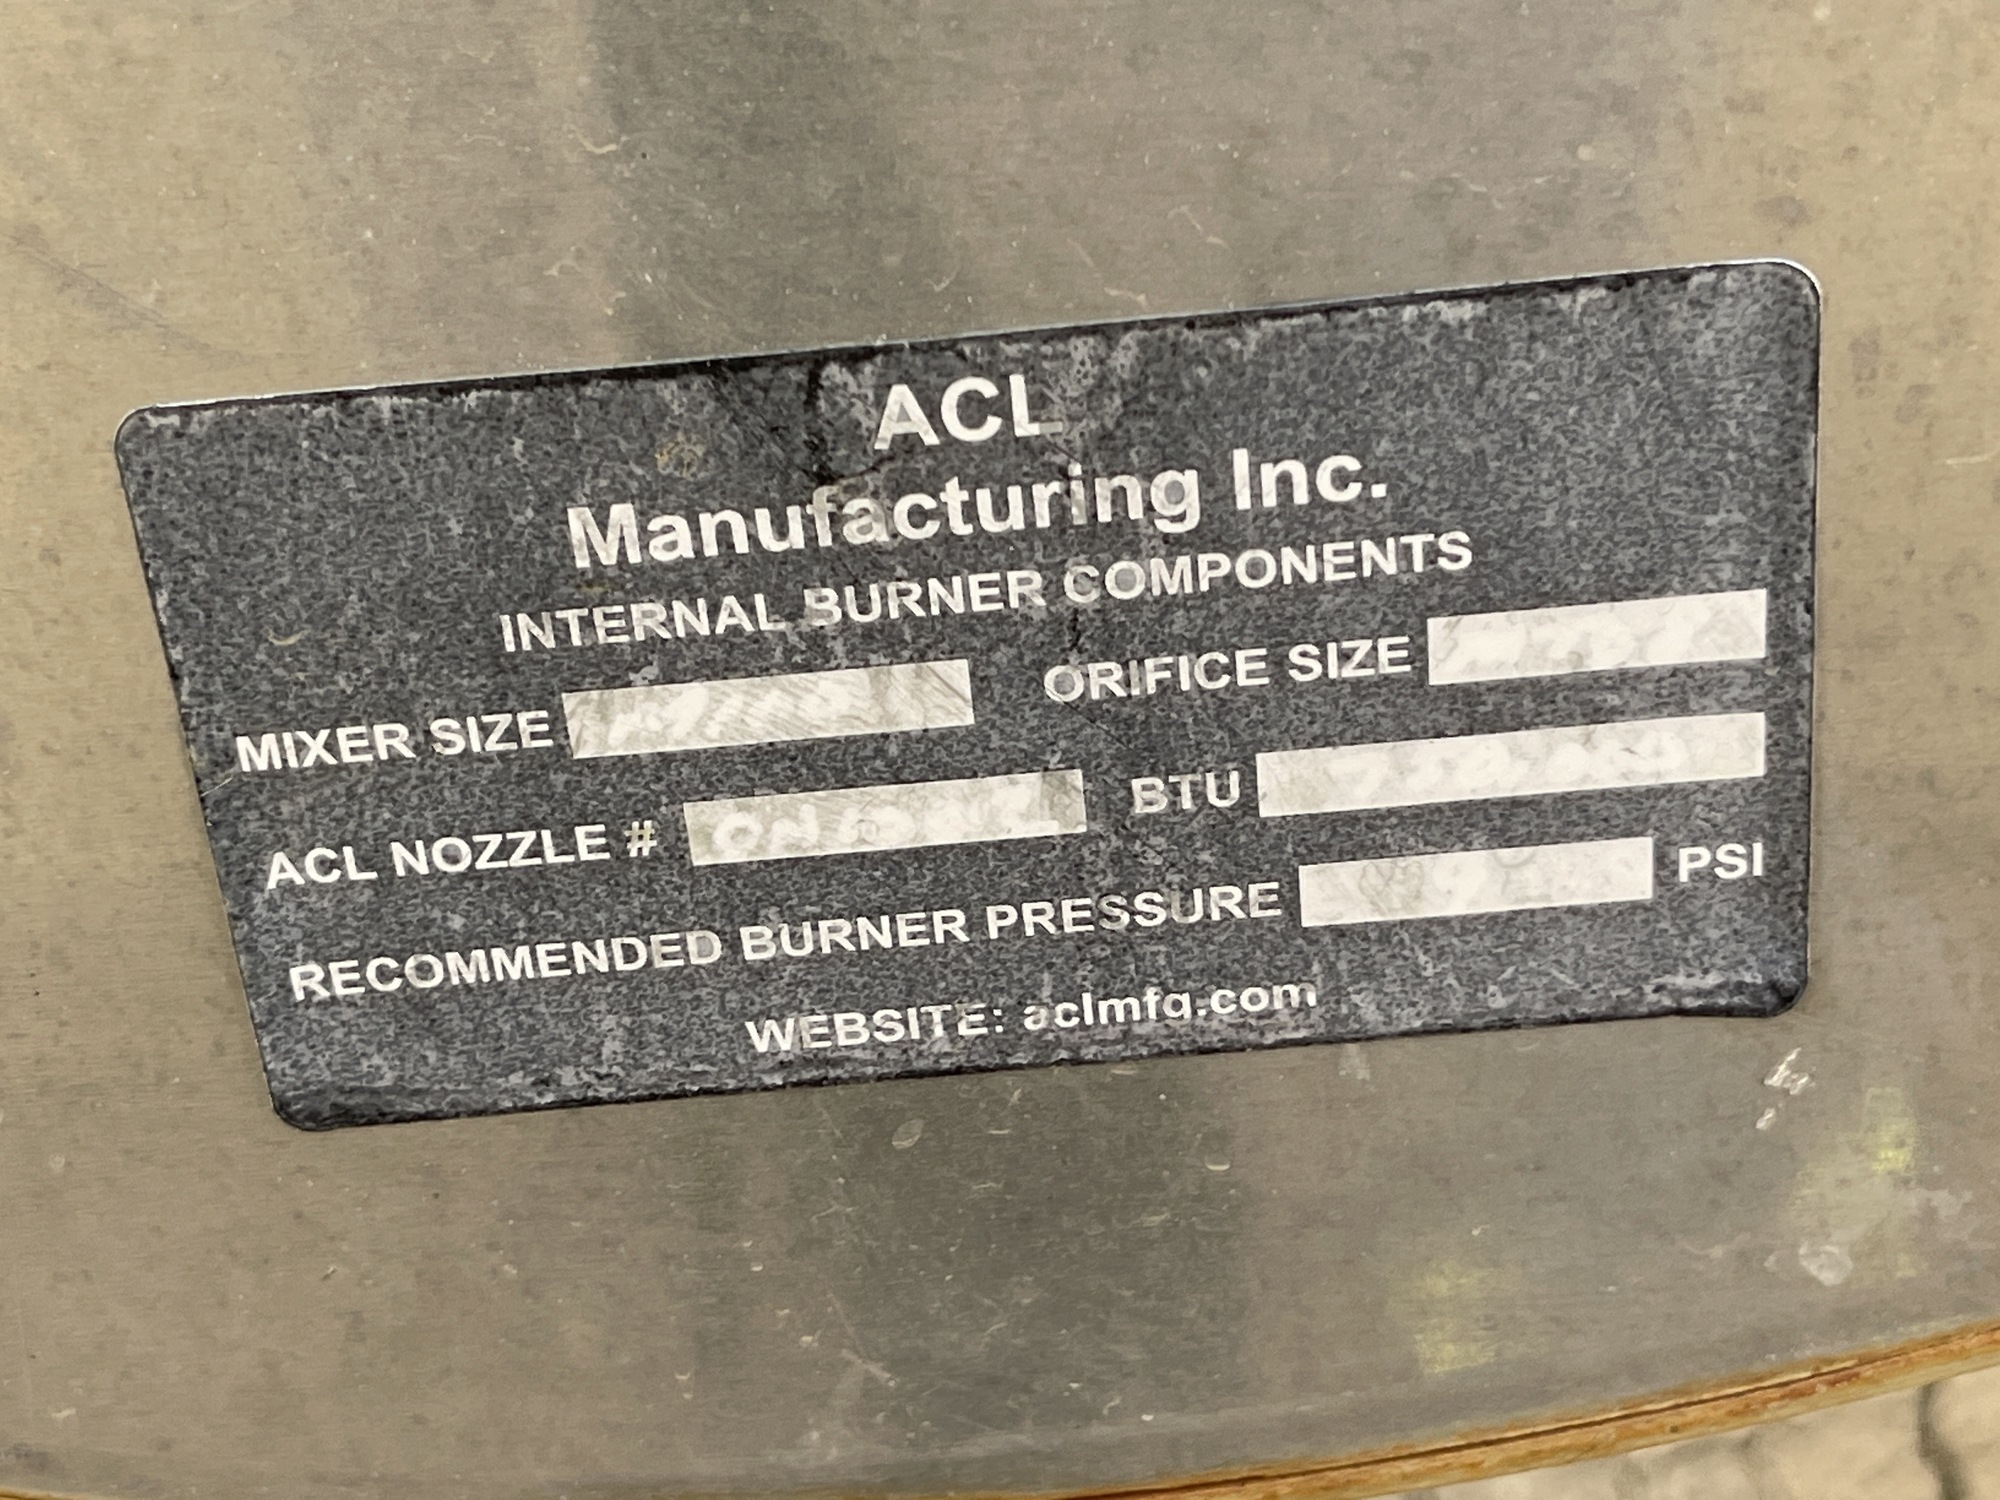 ACL
Manufacturing Inc.
INTERNAL BURNER COMPONENTS
MIXER SIZE ORIFICE SIZE
ACL NOZZLE # BTU
RECOMMENDED BURNER PRESSURE PSI
WEBSITE: aclmfg.com